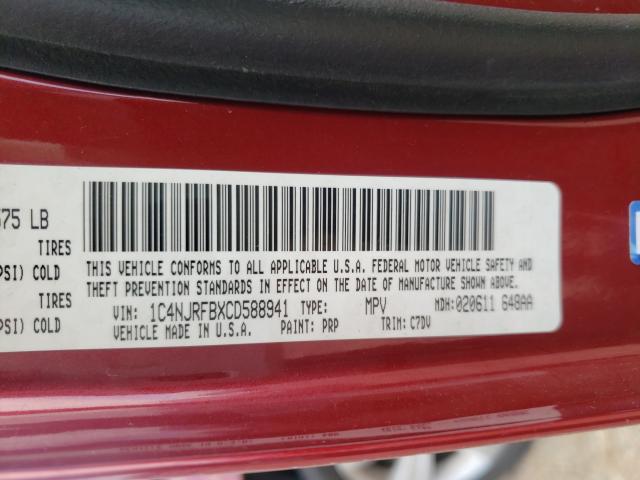 575 LB
TIRES
PSI) COLD
TIRES
PSI) COLD
THIS VEHICLE CONFORMS TO ALL APPLICABLE U.S.A. FEDERAL MOTOR VEHICLE SAFETY AND
THEFT PREVENTION STANDARDS IN EFFECT ON THE DATE OF MANUFACTURE SHOWN ABOVE.
VIN: 1C4NJRFBXCD588941 TYPE: MPV MDH: 020611 648AA
VEHICLE MADE IN U.S.A. PAINT: PRP TRIM: C7DV